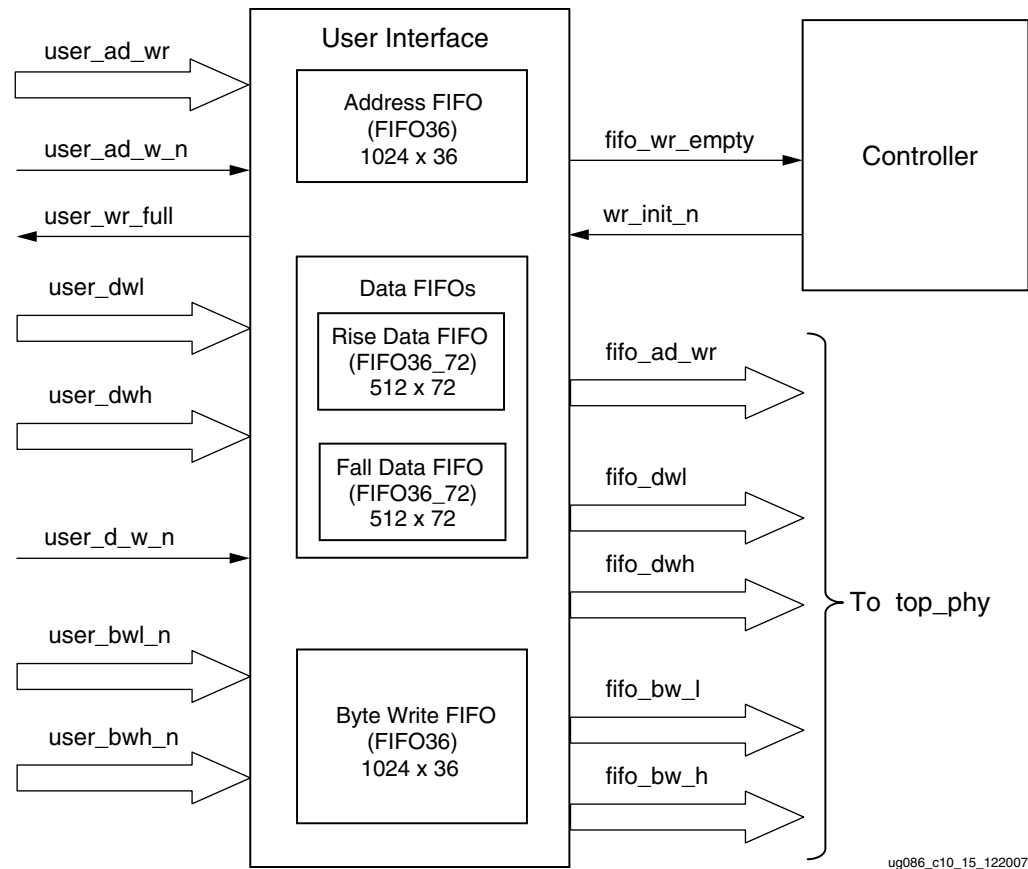 User Interface
user_ad_wr
user_ad_w_n
user_wr_full
user_dwl
user_dwh
user_d_w_n
user_bwl_n
user_bwh_n
Address FIFO
(FIFO36)
1024 x 36
Data FIFOs
Rise Data FIFO
(FIFO36_72)
512 x 72
Fall Data FIFO
(FIFO36_72)
512 x 72
Byte Write FIFO
(FIFO36)
1024 x 36
fifo_wr_empty
wr_init_n
Controller
fifo_ad_wr
fifo_dwl
fifo_dwh
fifo_bw_l
fifo_bw_h
To top_phy
ug086_c10_15_122007